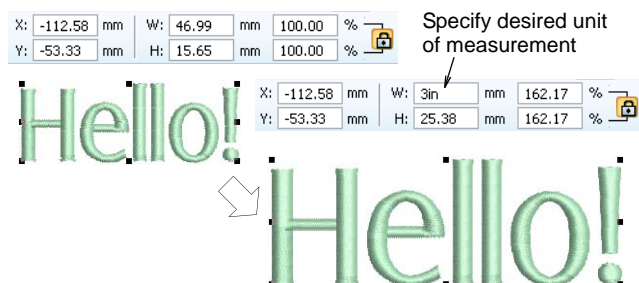 X: -112.58 mm W: 46.99 mm 100.00 %
Y: -53.33 mm H: 15.65 mm 100.00 %
Specify desired unit
of measurement
Hello!
X: -112.58 mm W: 3in mm 162.17 %
Y: -53.33 mm H: 25.38 mm 162.17 %
Hello!